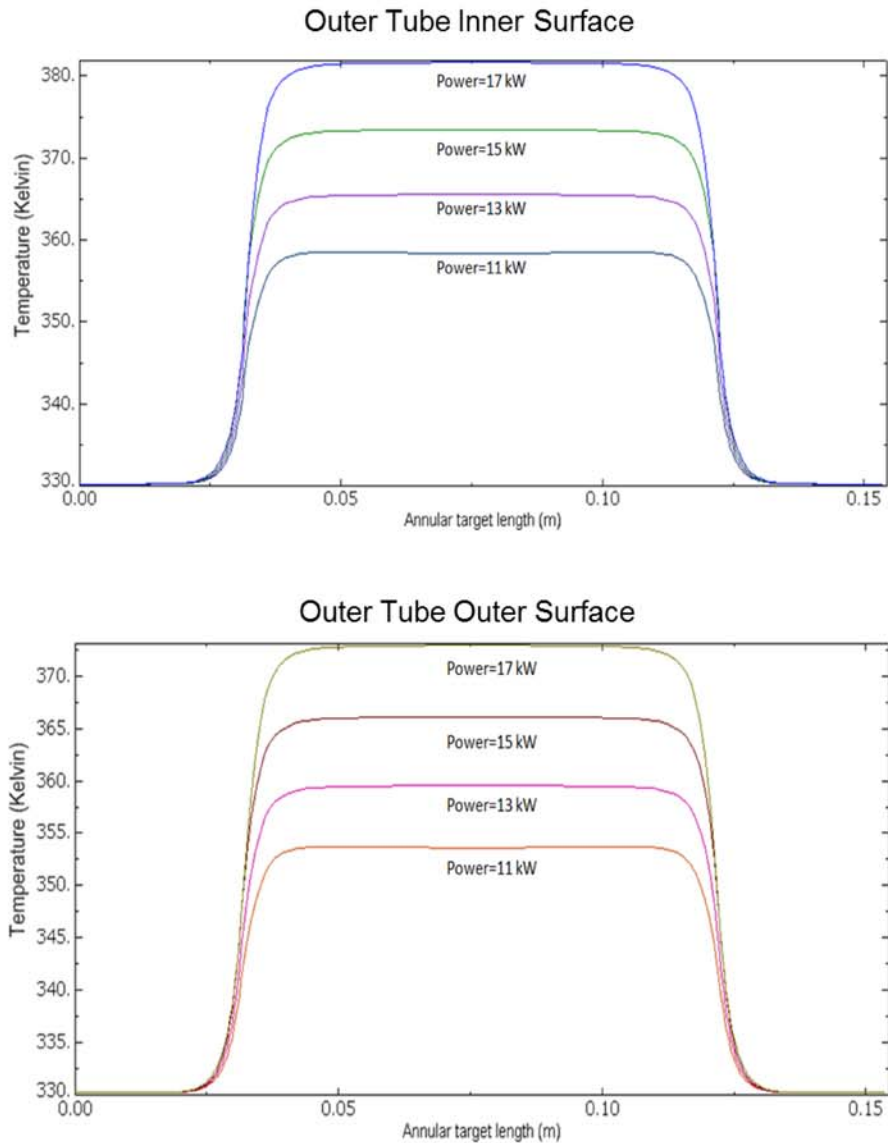 Outer Tube Inner Surface
380.
370.
360.
350.
340.
330.
Temperature (Kelvin)
Power=17 kW
Power=15 kW
Power=13 kW
Power=11 kW
0.00 0.05 0.10 0.15
Annular target length (m)
Outer Tube Outer Surface
370.
365.
360.
355.
350.
345.
340.
335.
330.
Temperature (Kelvin)
Power=17 kW
Power=15 kW
Power=13 kW
Power=11 kW
0.00 0.05 0.10 0.15
Annular target length (m)